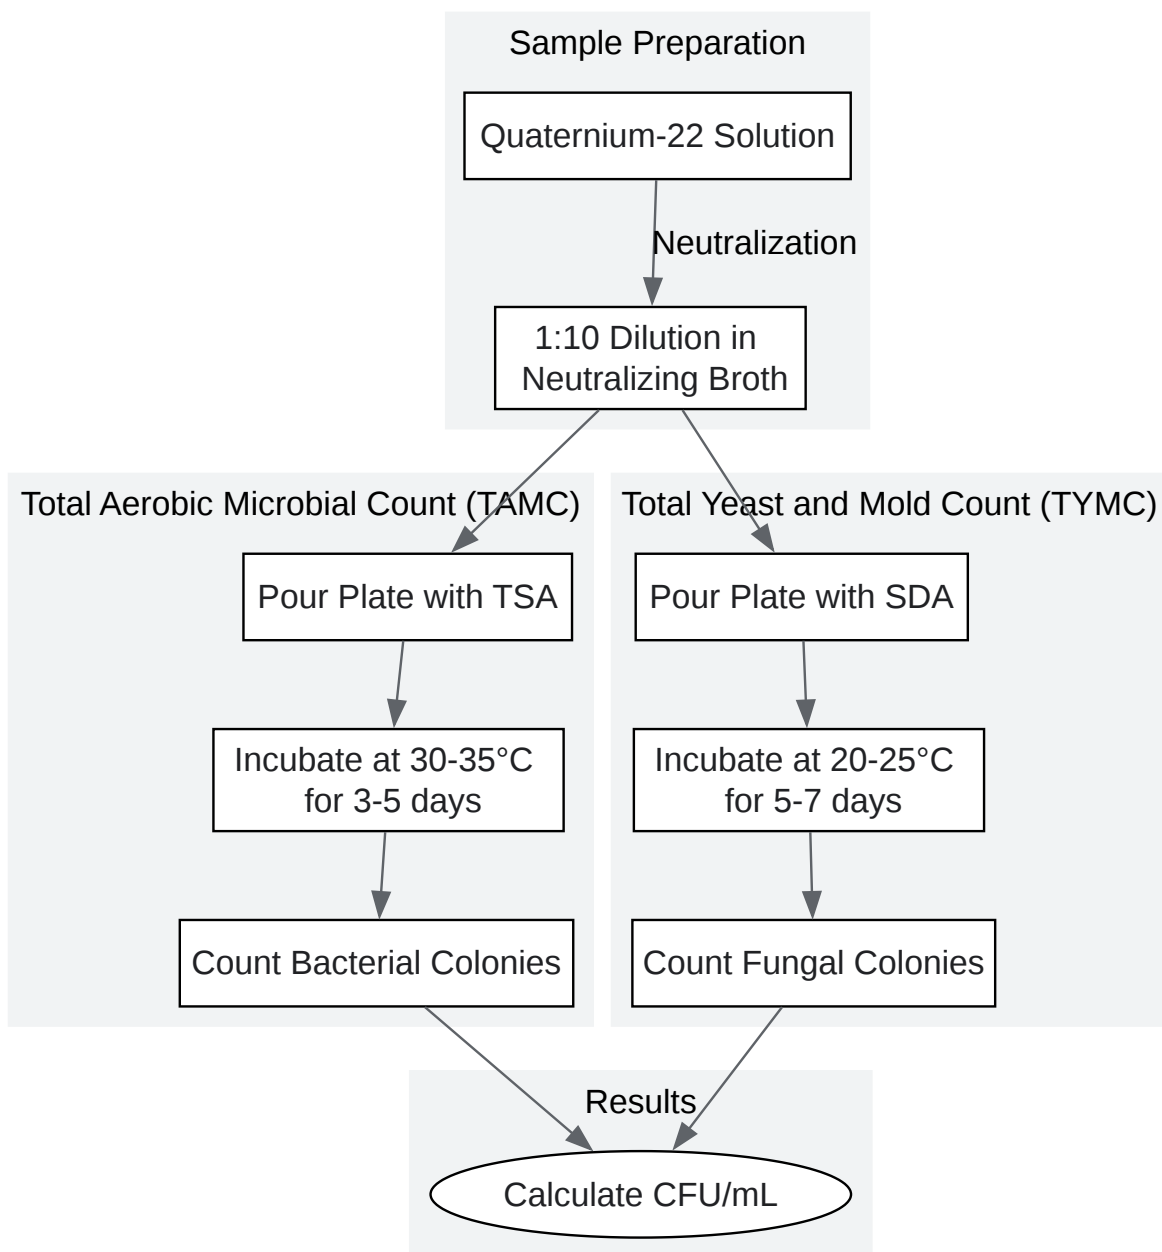 Sample Preparation
Quaternium-22 Solution
Neutralization
1:10 Dilution in
Neutralizing Broth
Total Aerobic Microbial Count (TAMC)
Pour Plate with TSA
Incubate at 30-35°C
for 3-5 days
Count Bacterial Colonies
Total Yeast and Mold Count (TYMC)
Pour Plate with SDA
Incubate at 20-25°C
for 5-7 days
Count Fungal Colonies
Results
Calculate CFU/mL